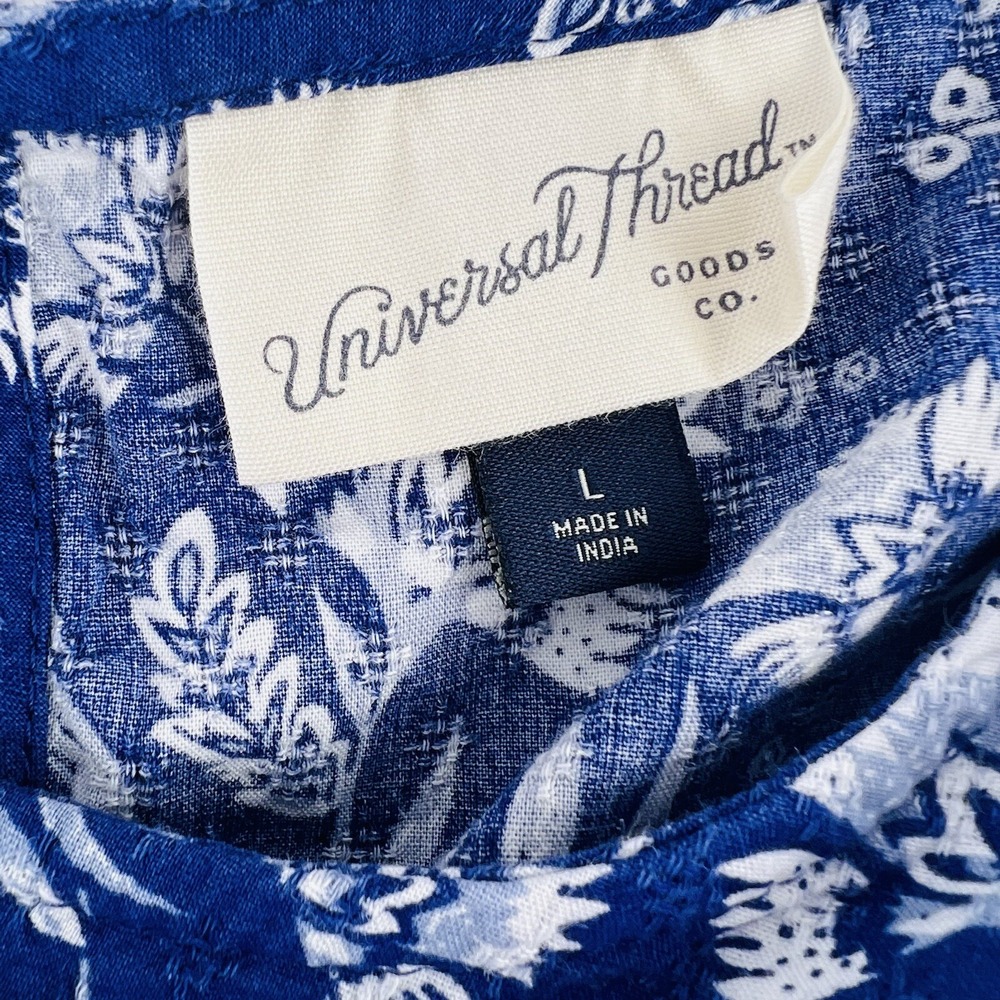 Universal Thread™
GOODS
CO.
L
MADE IN
INDIA